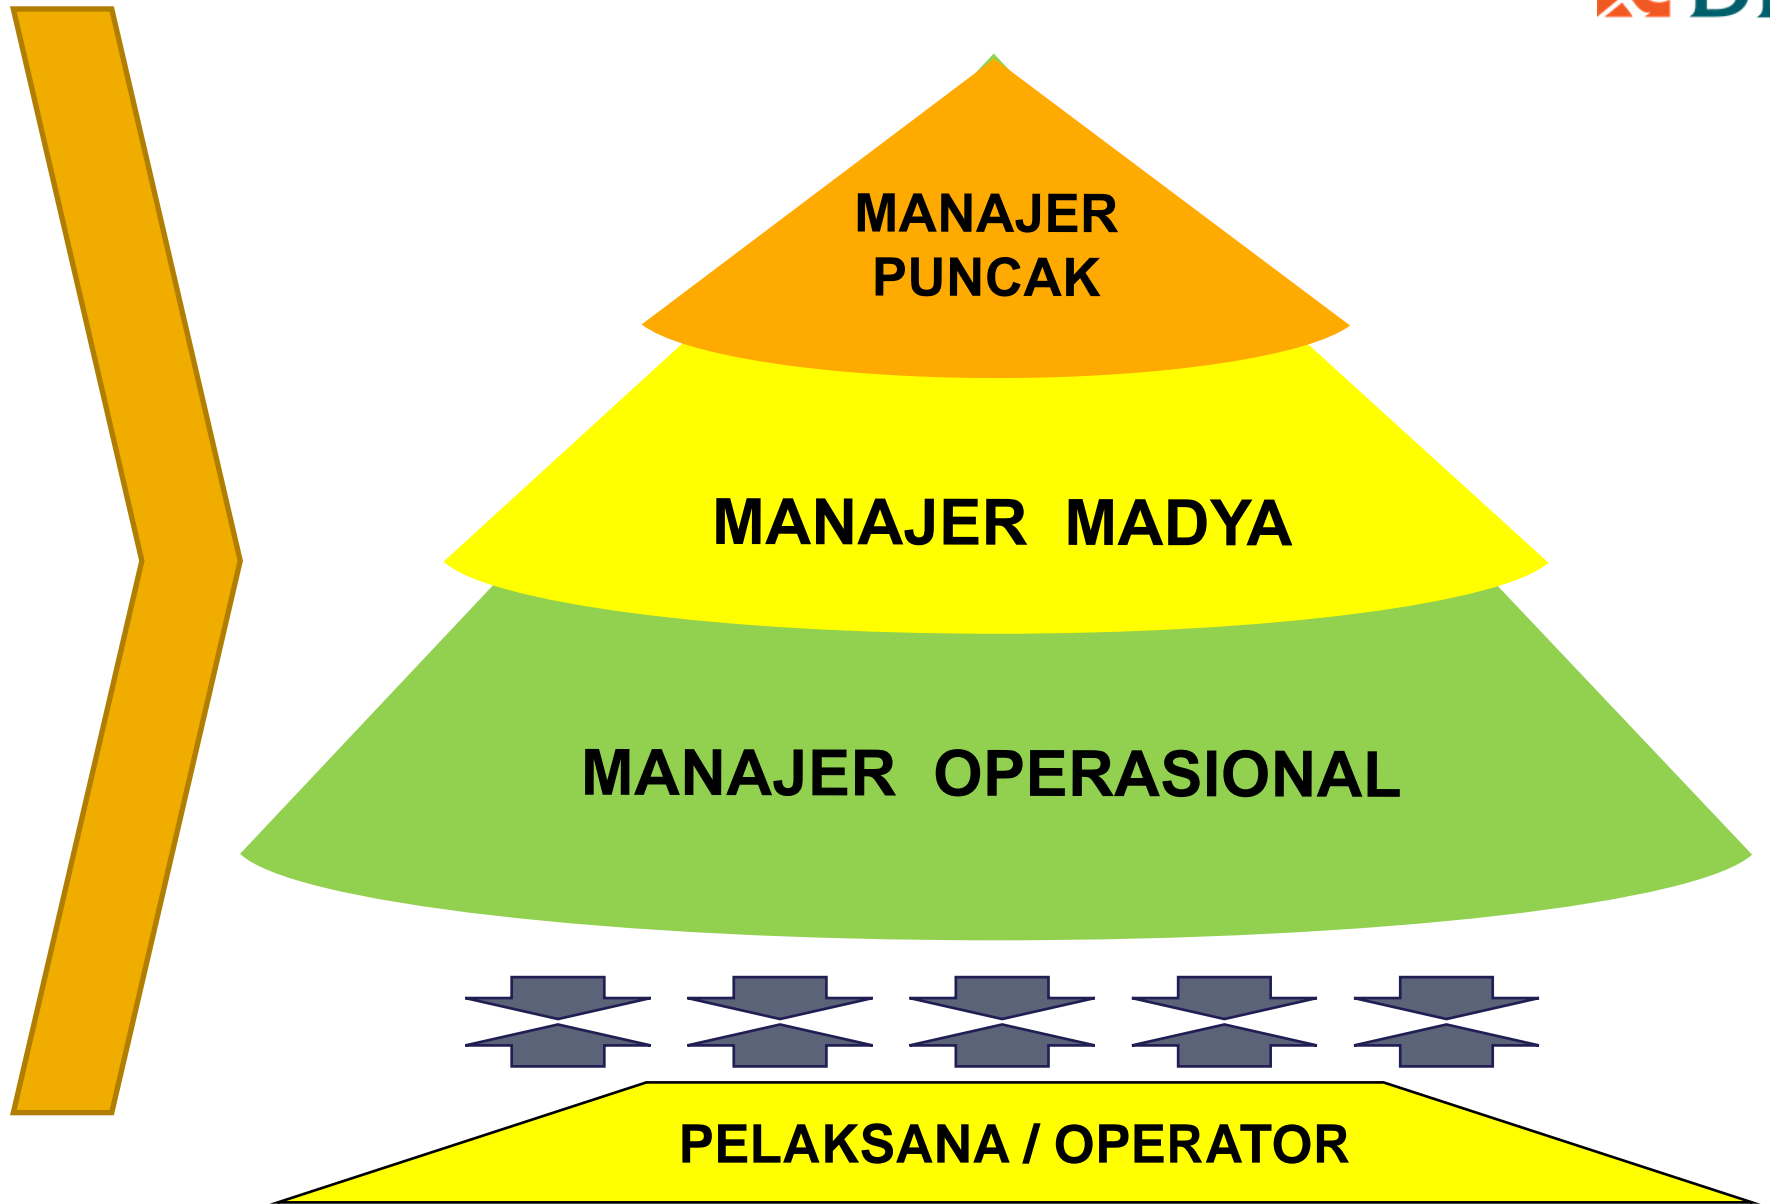 MANAJER
PUNCAK
MANAJER MADYA
MANAJER OPERASIONAL
PELAKSANA / OPERATOR